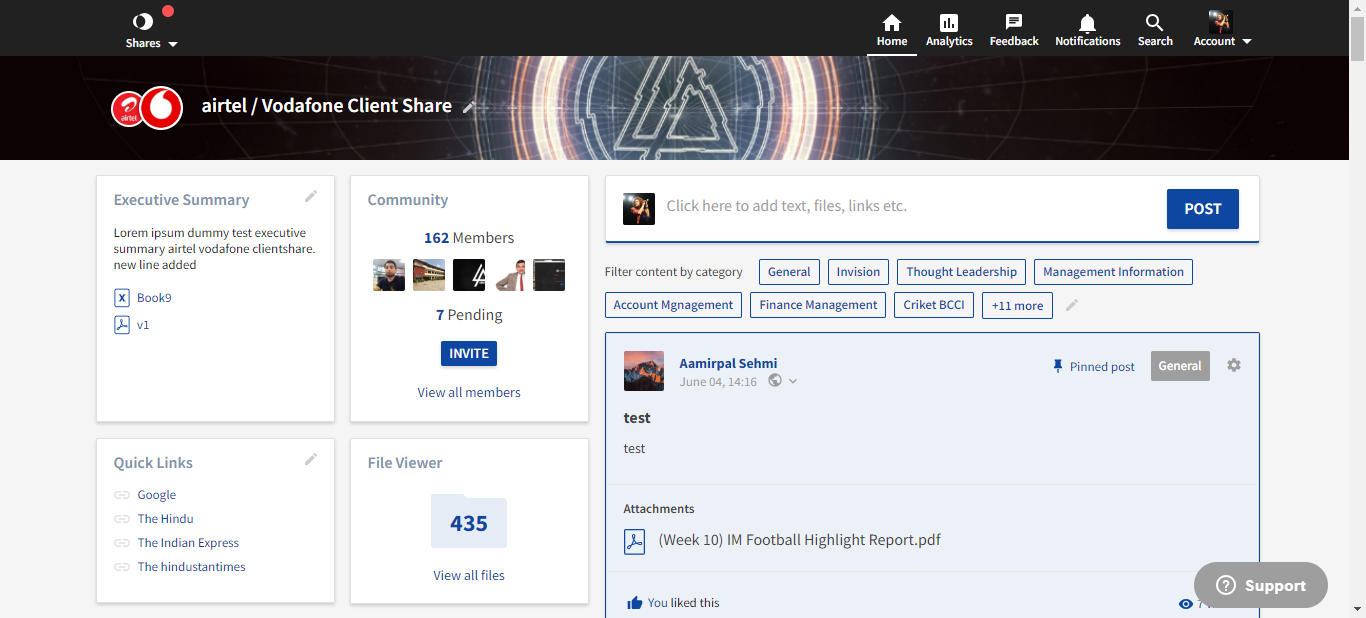 Shares
Home
Analytics
Feedback
Notifications
Search
Account
airtel
airtel / Vodafone Client Share
Executive Summary
Lorem ipsum dummy test executive
summary airtel vodafone clientshare.
new line added
X Book9
v1
Community
162 Members
7 Pending
INVITE
View all members
Quick Links
Google
The Hindu
The Indian Express
The hindustantimes
File Viewer
435
View all files
Click here to add text, files, links etc.
POST
Filter content by category
General
Invision
Thought Leadership
Management Information
Account Mgnagement
Finance Management
Criket BCCI
+11 more
Aamirpal Sehmi
June 04, 14:16
Pinned post
General
test
test
Attachments
(Week 10) IM Football Highlight Report.pdf
You liked this
7
? Support